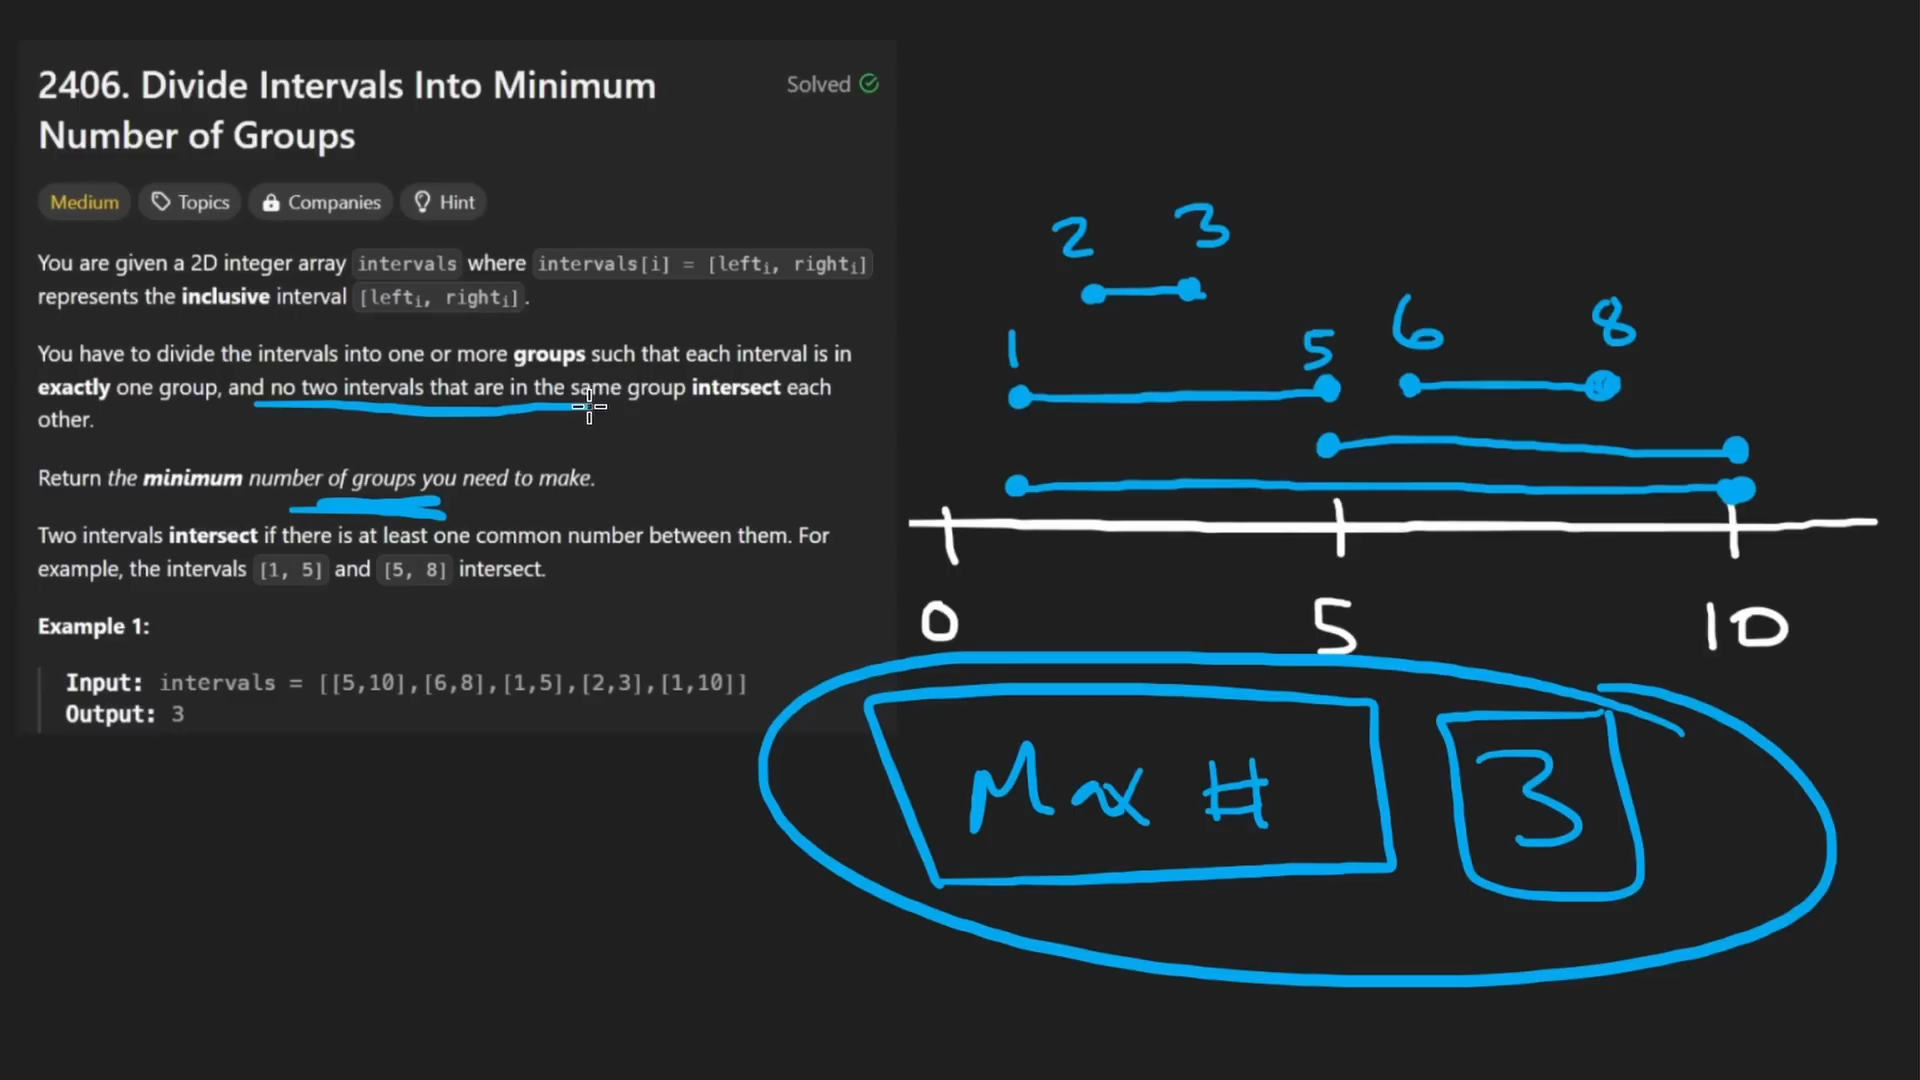 2406. Divide Intervals Into Minimum
Number of Groups
Solved
Medium
Topics
Companies
Hint
You are given a 2D integer array intervals where intervals[i] = [leftᵢ, rightᵢ]
represents the inclusive interval [leftᵢ, rightᵢ].
You have to divide the intervals into one or more groups such that each interval is in
exactly one group, and no two intervals that are in the same group intersect each
other.
Return the minimum number of groups you need to make.
Two intervals intersect if there is at least one common number between them. For
example, the intervals [1, 5] and [5, 8] intersect.
Example 1:
Input: intervals = [[5,10],[6,8],[1,5],[2,3],[1,10]]
Output: 3
2 3
1 5 6 8
0 5 10
Max # 3